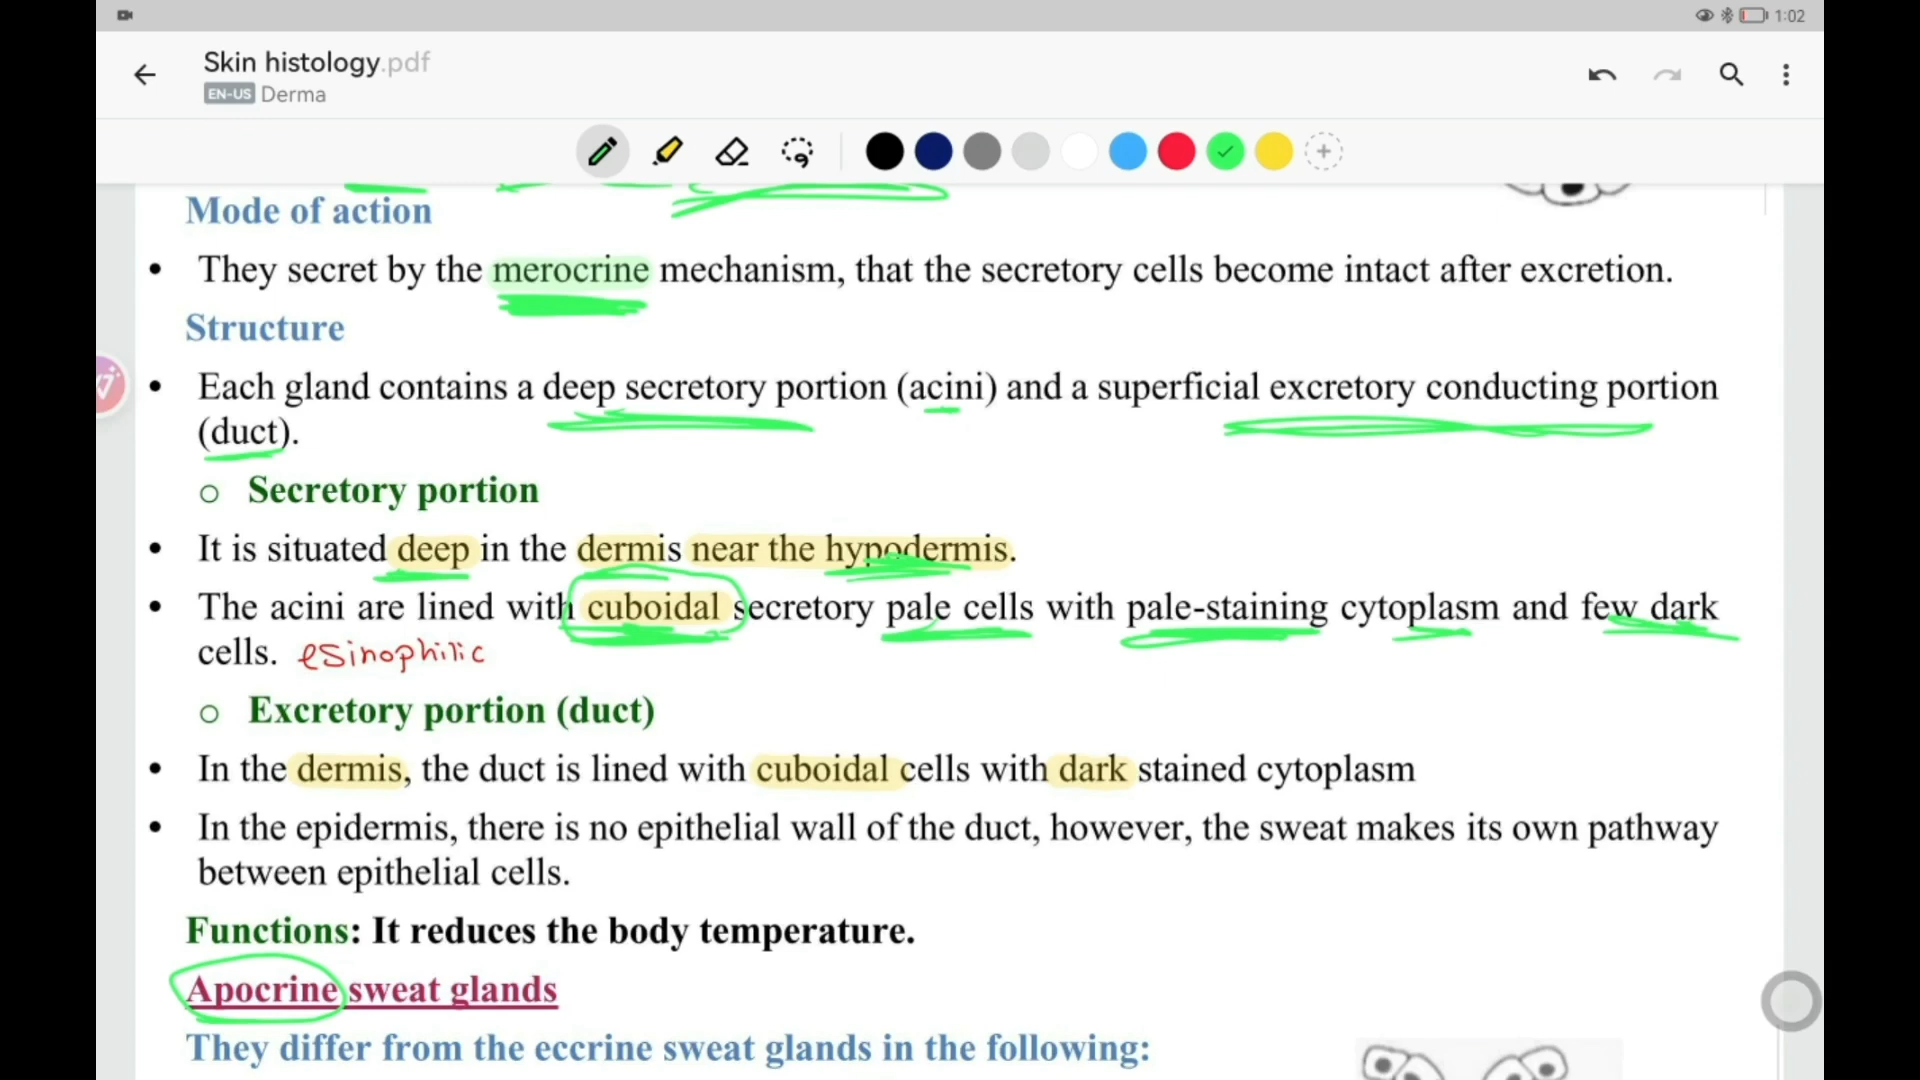 1:02
Skin histology.pdf
EN-US Derma
Mode of action
• They secret by the merocrine mechanism, that the secretory cells become intact after excretion.
Structure
• Each gland contains a deep secretory portion (acini) and a superficial excretory conducting portion
(duct).
o Secretory portion
• It is situated deep in the dermis near the hypodermis.
• The acini are lined with cuboidal secretory pale cells with pale-staining cytoplasm and few dark
cells. esinophilic
o Excretory portion (duct)
• In the dermis, the duct is lined with cuboidal cells with dark stained cytoplasm
• In the epidermis, there is no epithelial wall of the duct, however, the sweat makes its own pathway
between epithelial cells.
Functions: It reduces the body temperature.
Apocrine sweat glands
They differ from the eccrine sweat glands in the following: